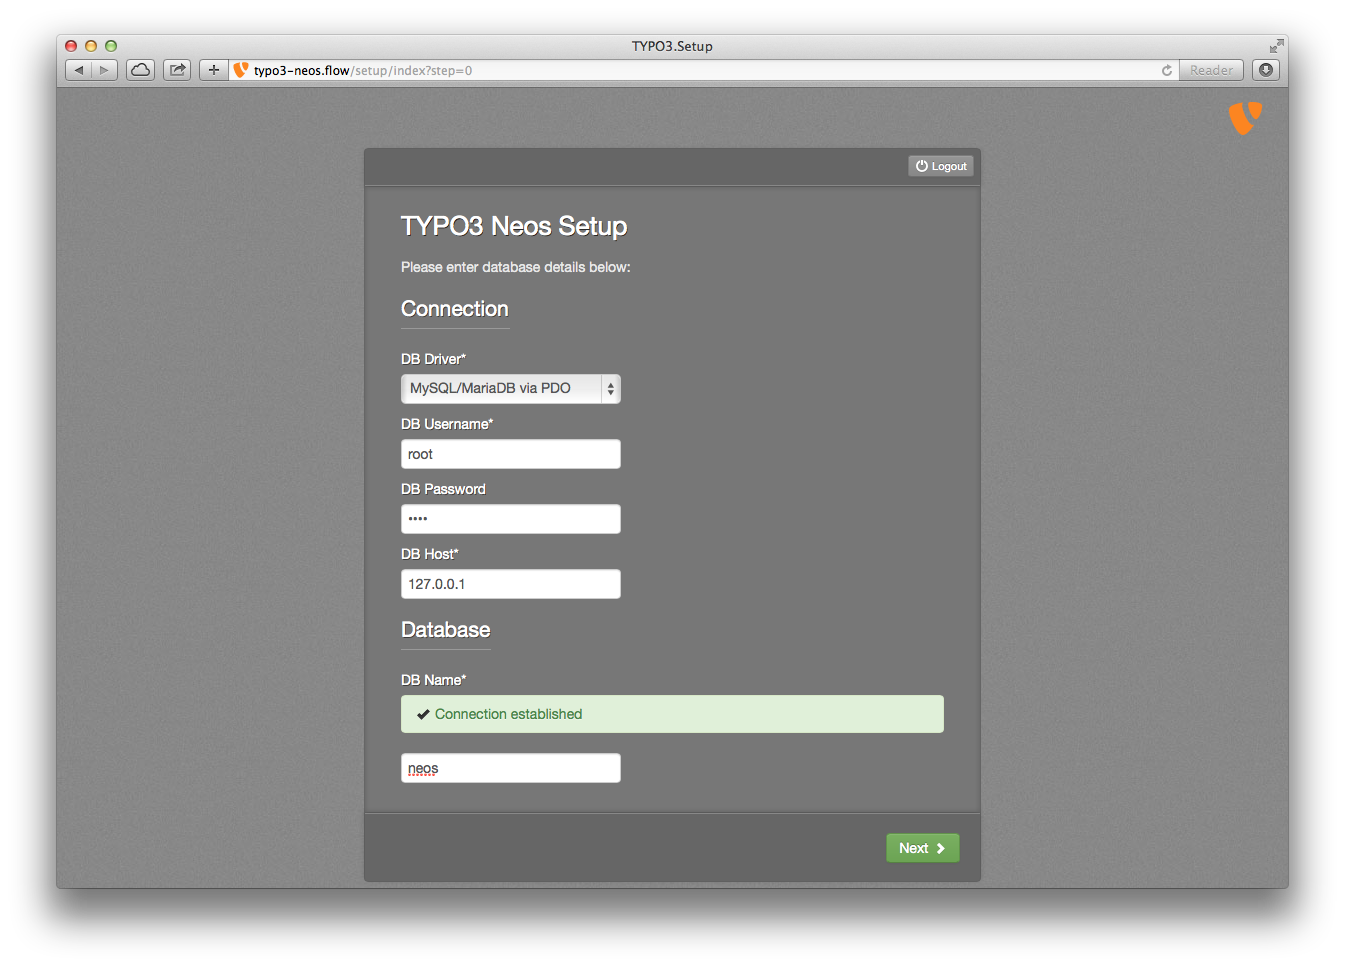 TYPO3.Setup
typo3-neos.flow/setup/index?step=0
Reader
Logout
TYPO3 Neos Setup
Please enter database details below:
Connection
DB Driver*
MySQL/MariaDB via PDO
DB Username*
root
DB Password
••••
DB Host*
127.0.0.1
Database
DB Name*
Connection established
neos
Next